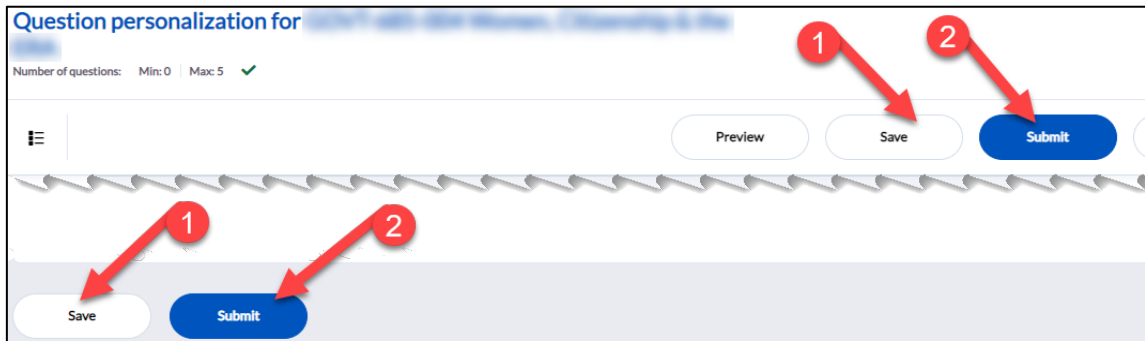 Question personalization for
Number of questions: Min: 0 Max: 5
1
2
Preview Save Submit
1
2
Save Submit